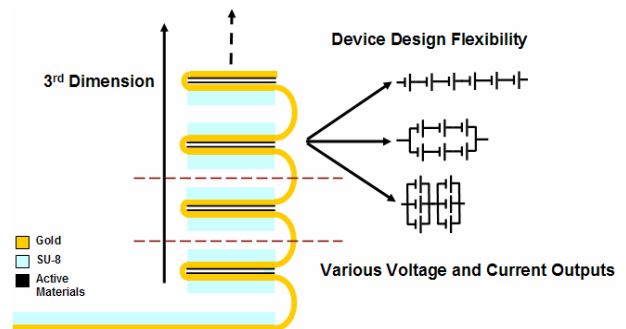 Device Design Flexibility
3rd Dimension
Gold
SU-8
Active
Materials
Various Voltage and Current Outputs